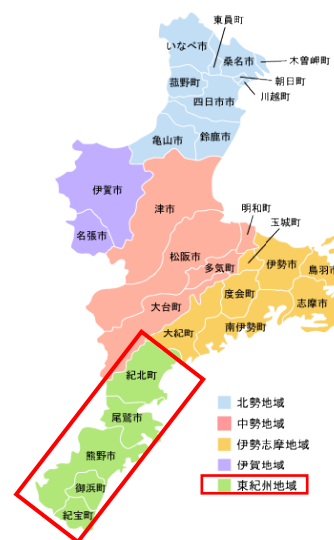 東員町
いなべ市
桑名市
木曽岬町
菰野町
朝日町
川越町
四日市市
亀山市
鈴鹿市
伊賀市
津市
名張市
明和町
玉城町
松阪市
多気町
伊勢市
鳥羽市
度会町
志摩市
大台町
大紀町
南伊勢町
紀北町
尾鷲市
熊野市
御浜町
紀宝町
北勢地域
中勢地域
伊勢志摩地域
伊賀地域
東紀州地域